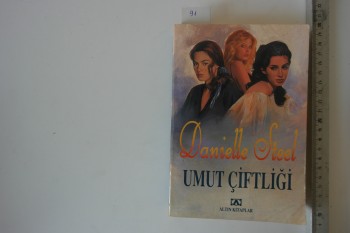 Danielle Steel
UMUT ÇİFTLİĞİ
ALTIN KİTAPLAR